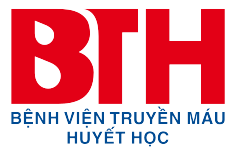 BTH
BỆNH VIỆN TRUYỀN MÁU
HUYẾT HỌC